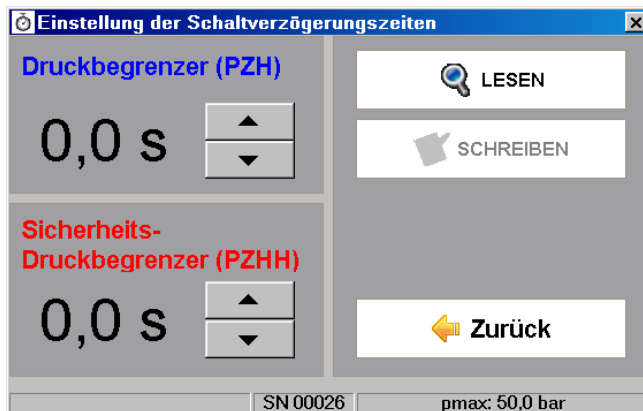 Einstellung der Schaltverzögerungszeiten
Druckbegrenzer (PZH)
0,0 s
Sicherheits-
Druckbegrenzer (PZHH)
0,0 s
LESEN
SCHREIBEN
Zurück
SN 00026
pmax: 50,0 bar